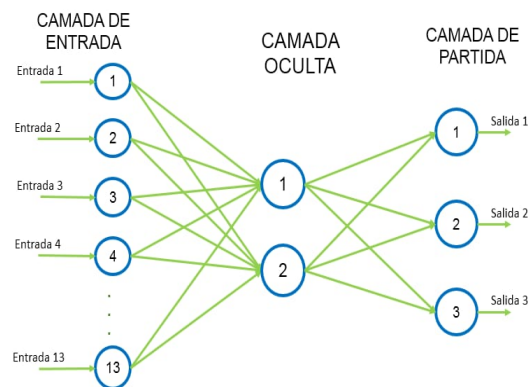 CAMADA DE
ENTRADA
CAMADA
OCULTA
CAMADA DE
PARTIDA
Entrada 1
1
Entrada 2
2
Entrada 3
3
Entrada 4
4
Entrada 13
13
1
2
1
Salida 1
2
Salida 2
3
Salida 3